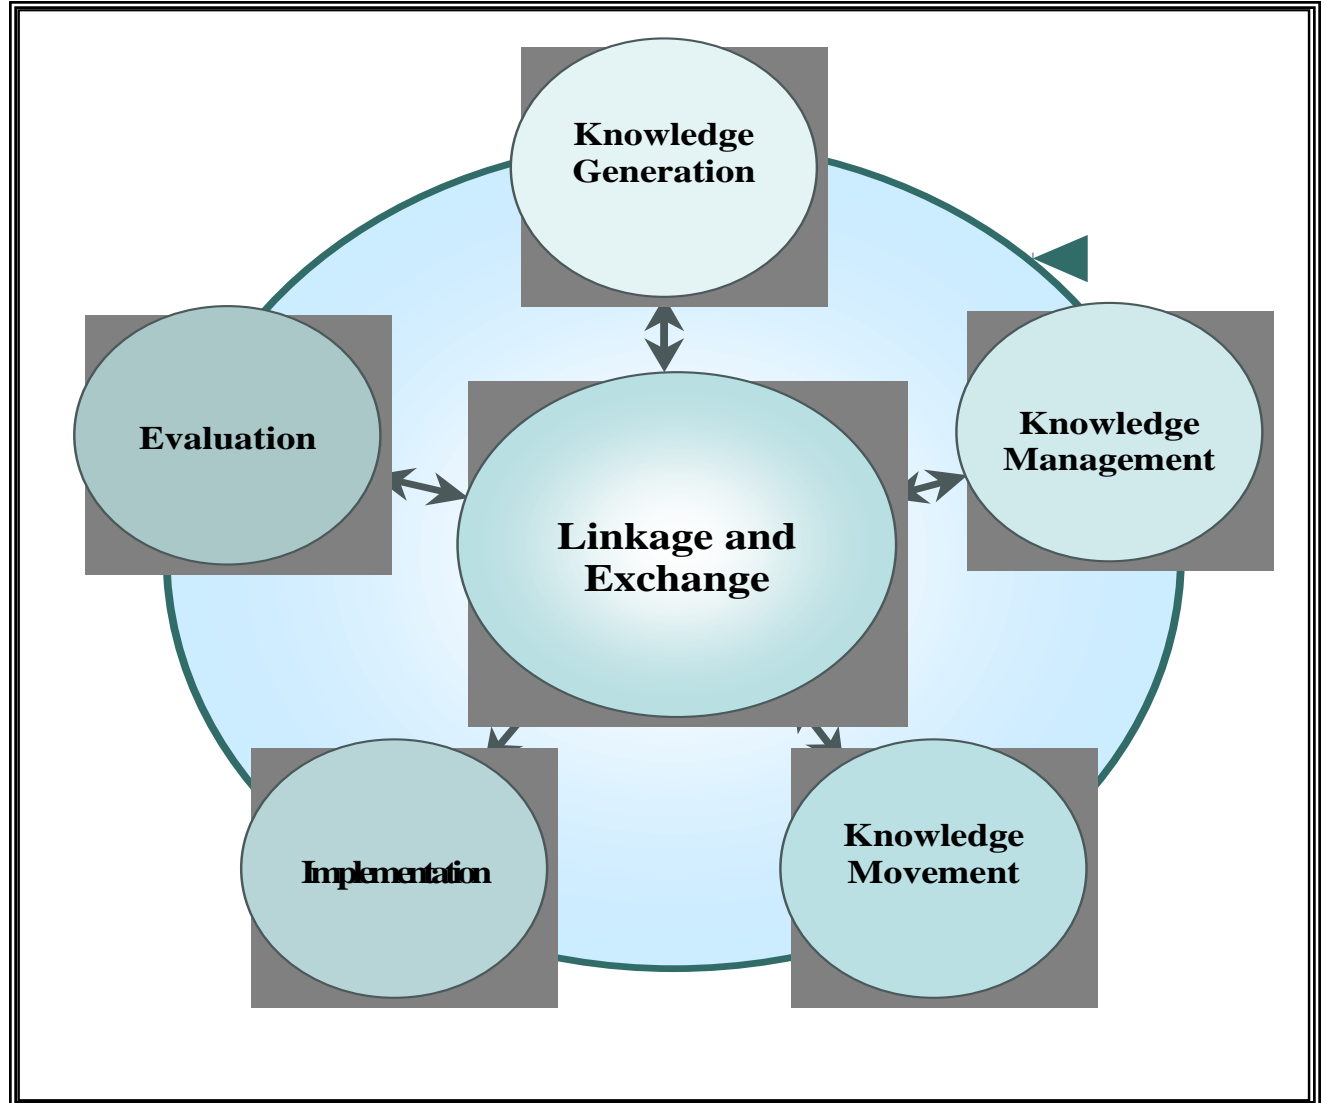 Knowledge
Generation
Evaluation
Knowledge
Management
Linkage and
Exchange
Implementation
Knowledge
Movement